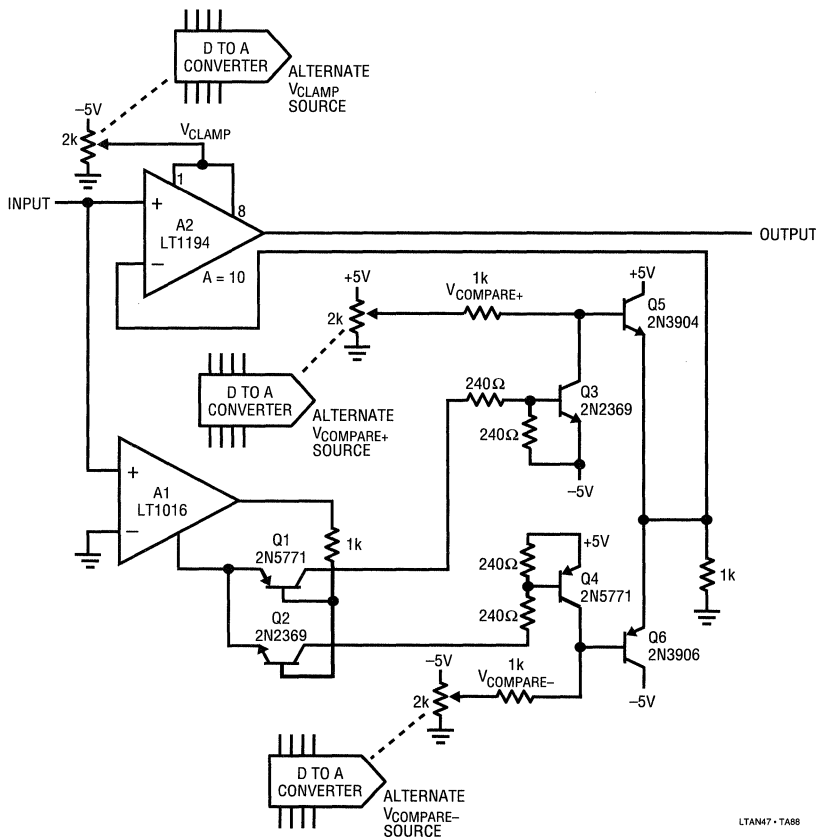 D TO A
CONVERTER
ALTERNATE
VCLAMP
SOURCE
–5V
2k
VCLAMP
1
8
INPUT
+
A2
LT1194
–
A = 10
OUTPUT
+5V
2k
1k
VCOMPARE+
+5V
Q5
2N3904
D TO A
CONVERTER
ALTERNATE
VCOMPARE+
SOURCE
240Ω
Q3
2N2369
240Ω
–5V
+
A1
LT1016
–
1k
Q1
2N5771
Q2
2N2369
240Ω
+5V
Q4
2N5771
240Ω
1k
Q6
2N3906
–5V
–5V
2k
1k
VCOMPARE–
D TO A
CONVERTER
ALTERNATE
VCOMPARE–
SOURCE
LTAN47 • TA88